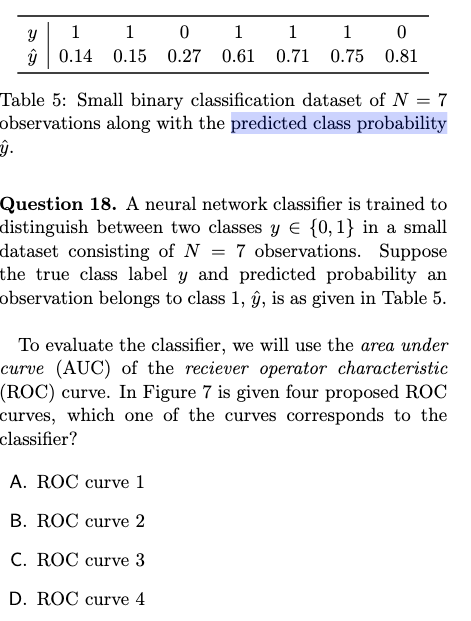 y 1 1 0 1 1 1 0
ŷ 0.14 0.15 0.27 0.61 0.71 0.75 0.81
Table 5: Small binary classification dataset of N = 7
observations along with the predicted class probability
ŷ.
Question 18. A neural network classifier is trained to
distinguish between two classes y ∈ {0, 1} in a small
dataset consisting of N = 7 observations. Suppose
the true class label y and predicted probability an
observation belongs to class 1, ŷ, is as given in Table 5.
To evaluate the classifier, we will use the area under
curve (AUC) of the reciever operator characteristic
(ROC) curve. In Figure 7 is given four proposed ROC
curves, which one of the curves corresponds to the
classifier?
A. ROC curve 1
B. ROC curve 2
C. ROC curve 3
D. ROC curve 4